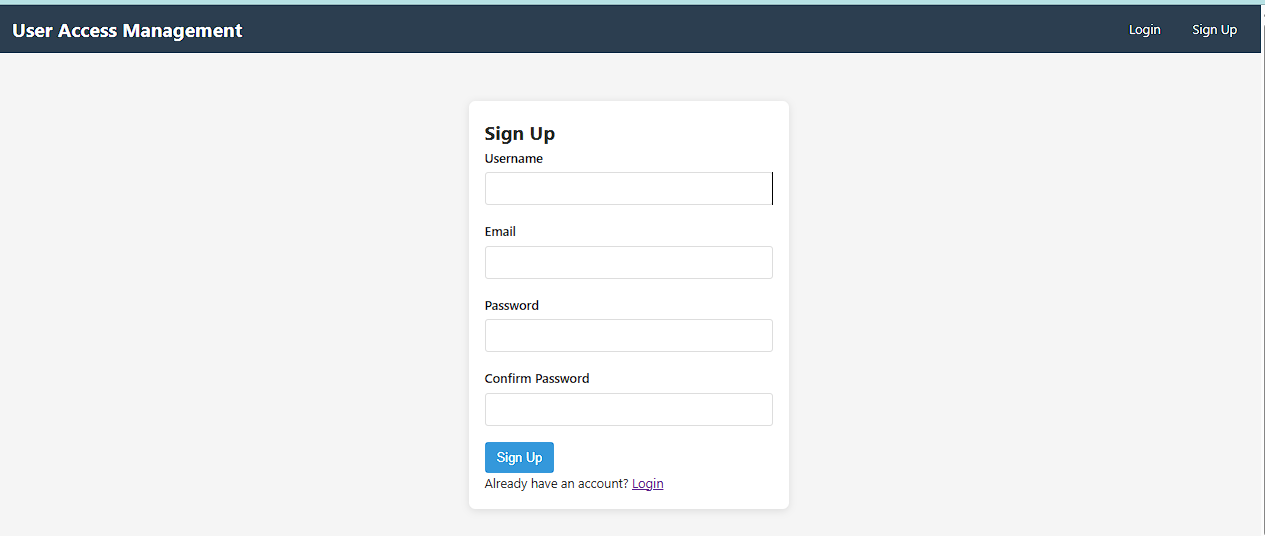 User Access Management
Login
Sign Up
Sign Up
Username
Email
Password
Confirm Password
Sign Up
Already have an account? Login